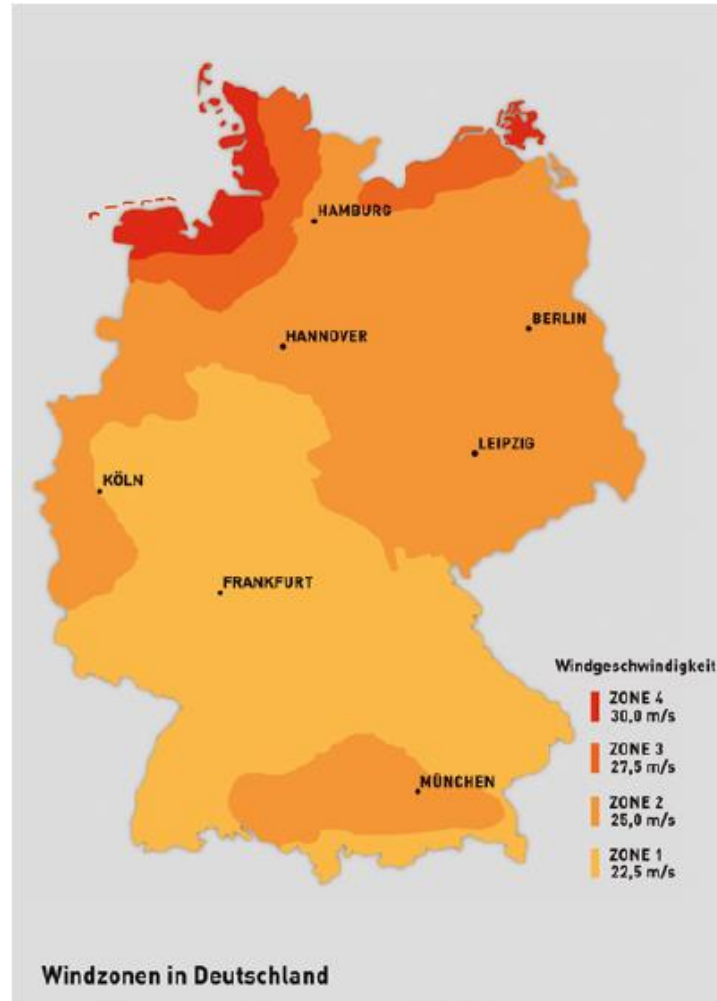 HAMBURG
BERLIN
HANNOVER
LEIPZIG
KÖLN
FRANKFURT
Windgeschwindigkeit
ZONE 4
30,0 m/s
ZONE 3
27,5 m/s
MÜNCHEN
ZONE 2
25,0 m/s
ZONE 1
22,5 m/s
Windzonen in Deutschland